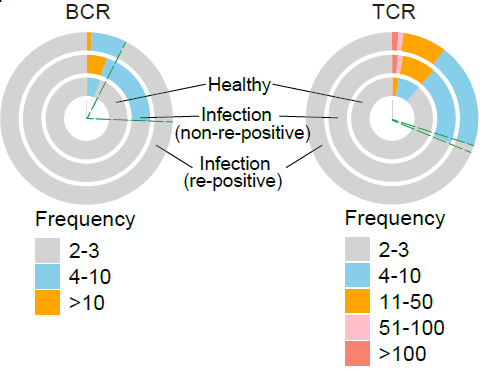 BCR
TCR
Healthy
Infection
(non-re-positive)
Infection
(re-positive)
Frequency
2-3
4-10
>10
Frequency
2-3
4-10
11-50
51-100
>100